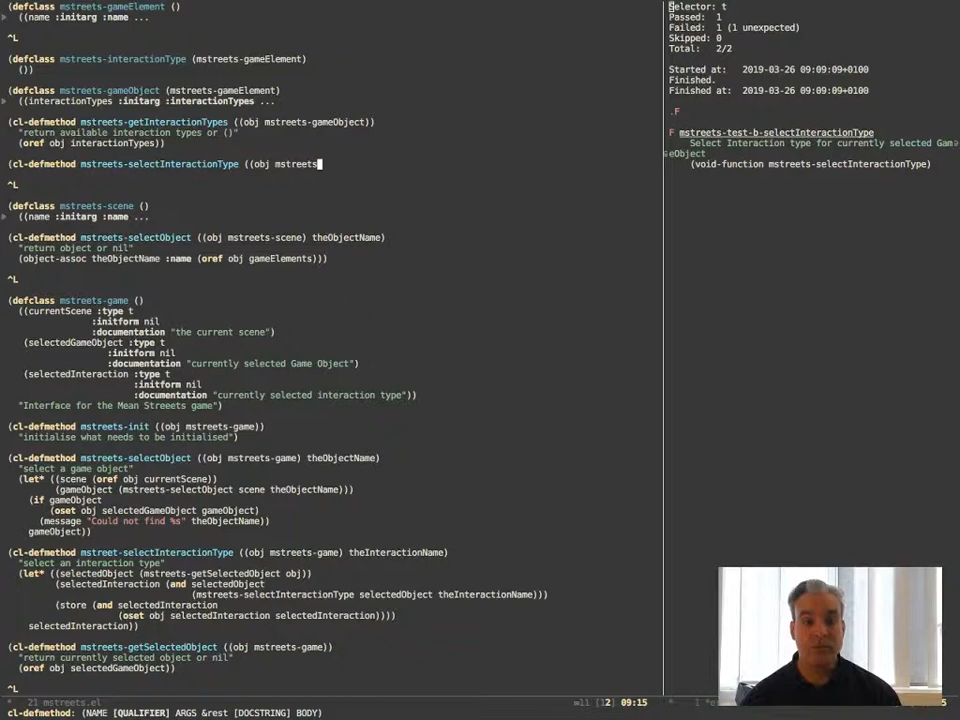 (defclass mstreets-gameElement ()
((name :initarg :name ...
^L
(defclass mstreets-interactionType (mstreets-gameElement)
())
(defclass mstreets-gameObject (mstreets-gameElement)
((interactionTypes :initarg :interactionTypes ...
(cl-defmethod mstreets-getInteractionTypes ((obj mstreets-gameObject))
"return available interaction types or ()"
(oref obj interactionTypes))
(cl-defmethod mstreets-selectInteractionType ((obj mstreets
^L
(defclass mstreets-scene ()
((name :initarg :name ...
(cl-defmethod mstreets-selectObject ((obj mstreets-scene) theObjectName)
"return object or nil"
(object-assoc theObjectName :name (oref obj gameElements)))
^L
(defclass mstreets-game ()
((currentScene :type t
:initform nil
:documentation "the current scene")
(selectedGameObject :type t
:initform nil
:documentation "currently selected Game Object")
(selectedInteraction :type t
:initform nil
:documentation "currently selected interaction type"))
"Interface for the Mean Streeets game")
(cl-defmethod mstreets-init ((obj mstreets-game))
"initialise what needs to be initialised")
(cl-defmethod mstreets-selectObject ((obj mstreets-game) theObjectName)
"select a game object"
(let* ((scene (oref obj currentScene))
(gameObject (mstreets-selectObject scene theObjectName)))
(if gameObject
(oset obj selectedGameObject gameObject)
(message "Could not find %s" theObjectName))
gameObject))
(cl-defmethod mstreet-selectInteractionType ((obj mstreets-game) theInteractionName)
"select an interaction type"
(let* ((selectedObject (mstreets-getSelectedObject obj))
(selectedInteraction (and selectedObject
(mstreets-selectInteractionType selectedObject theInteractionName)))
(store (and selectedInteraction
(oset obj selectedInteraction selectedInteraction))))
selectedInteraction))
(cl-defmethod mstreets-getSelectedObject ((obj mstreets-game))
"return currently selected object or nil"
(oref obj selectedGameObject))
^L
* 21 mstreets.el w11 [12] 09:15
cl-defmethod: (NAME [QUALIFIER] ARGS &rest [DOCSTRING] BODY)
Selector: t
Passed: 1
Failed: 1 (1 unexpected)
Skipped: 0
Total: 2/2
Started at: 2019-03-26 09:09:09+0100
Finished.
Finished at: 2019-03-26 09:09:09+0100
.F
F mstreets-test-b-selectInteractionType
Select Interaction type for currently selected Gam
eObject
(void-function mstreets-selectInteractionType)